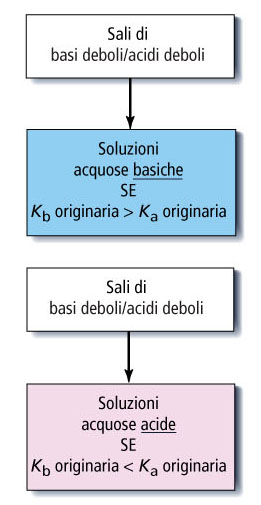 Sali di
basi deboli/acidi deboli
Soluzioni
acquose basiche
SE
Kb originaria > Ka originaria
Sali di
basi deboli/acidi deboli
Soluzioni
acquose acide
SE
Kb originaria < Ka originaria